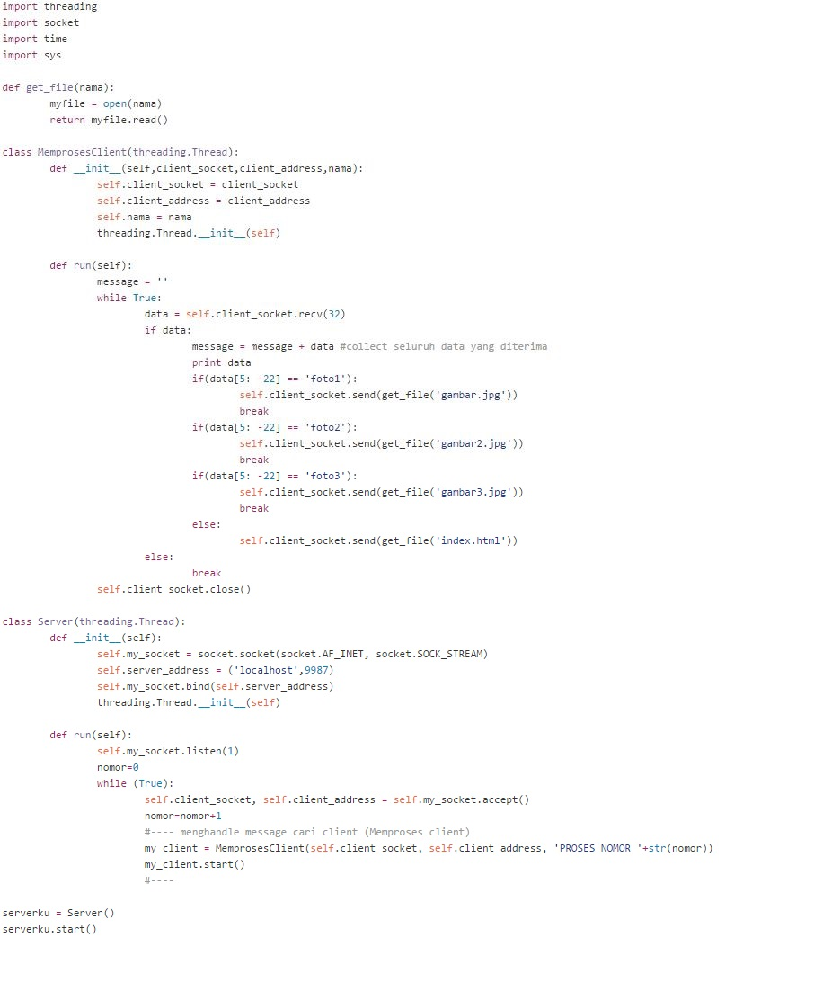 import threading
import socket
import time
import sys
def get_file(nama):
myfile = open(nama)
return myfile.read()
class MemprosesClient(threading.Thread):
def __init__(self,client_socket,client_address,nama):
self.client_socket = client_socket
self.client_address = client_address
self.nama = nama
threading.Thread.__init__(self)
def run(self):
message = ''
while True:
data = self.client_socket.recv(32)
if data:
message = message + data #collect seluruh data yang diterima
print data
if(data[5: -22] == 'foto1'):
self.client_socket.send(get_file('gambar.jpg'))
break
if(data[5: -22] == 'foto2'):
self.client_socket.send(get_file('gambar2.jpg'))
break
if(data[5: -22] == 'foto3'):
self.client_socket.send(get_file('gambar3.jpg'))
break
else:
self.client_socket.send(get_file('index.html'))
else:
break
self.client_socket.close()
class Server(threading.Thread):
def __init__(self):
self.my_socket = socket.socket(socket.AF_INET, socket.SOCK_STREAM)
self.server_address = ('localhost',9987)
self.my_socket.bind(self.server_address)
threading.Thread.__init__(self)
def run(self):
self.my_socket.listen(1)
nomor=0
while (True):
self.client_socket, self.client_address = self.my_socket.accept()
nomor=nomor+1
#---- menghandle message cari client (Memproses client)
my_client = MemprosesClient(self.client_socket, self.client_address, 'PROSES NOMOR '+str(nomor))
my_client.start()
#----
serverku = Server()
serverku.start()